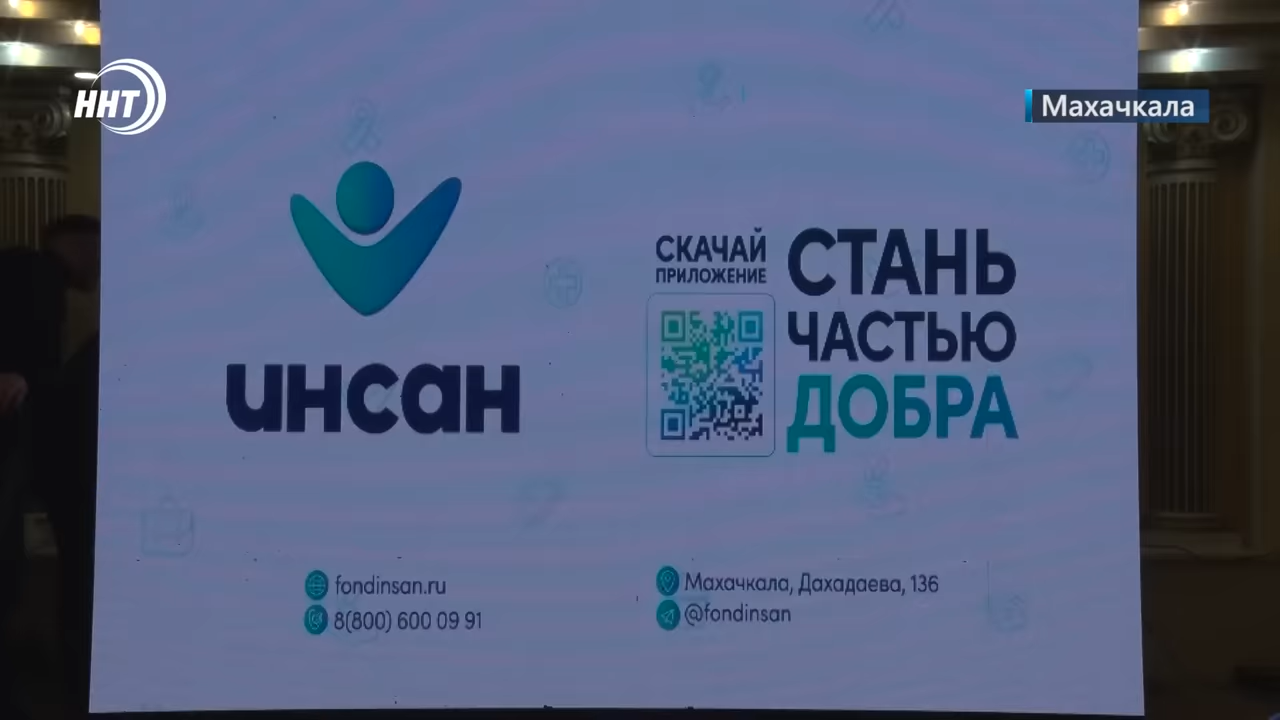 ННТ
Махачкала
инсан
СКАЧАЙ
ПРИЛОЖЕНИЕ
СТАНЬ
ЧАСТЬЮ
ДОБРА
fondinsan.ru
8(800) 600 09 91
Махачкала, Дахадаева, 136
@fondinsan